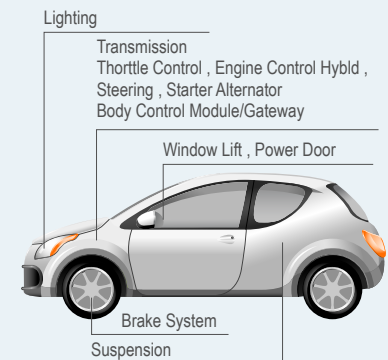 Lighting
Transmission
Thorttle Control , Engine Control Hybld ,
Steering , Starter Alternator
Body Control Module/Gateway
Window Lift , Power Door
Brake System
Suspension